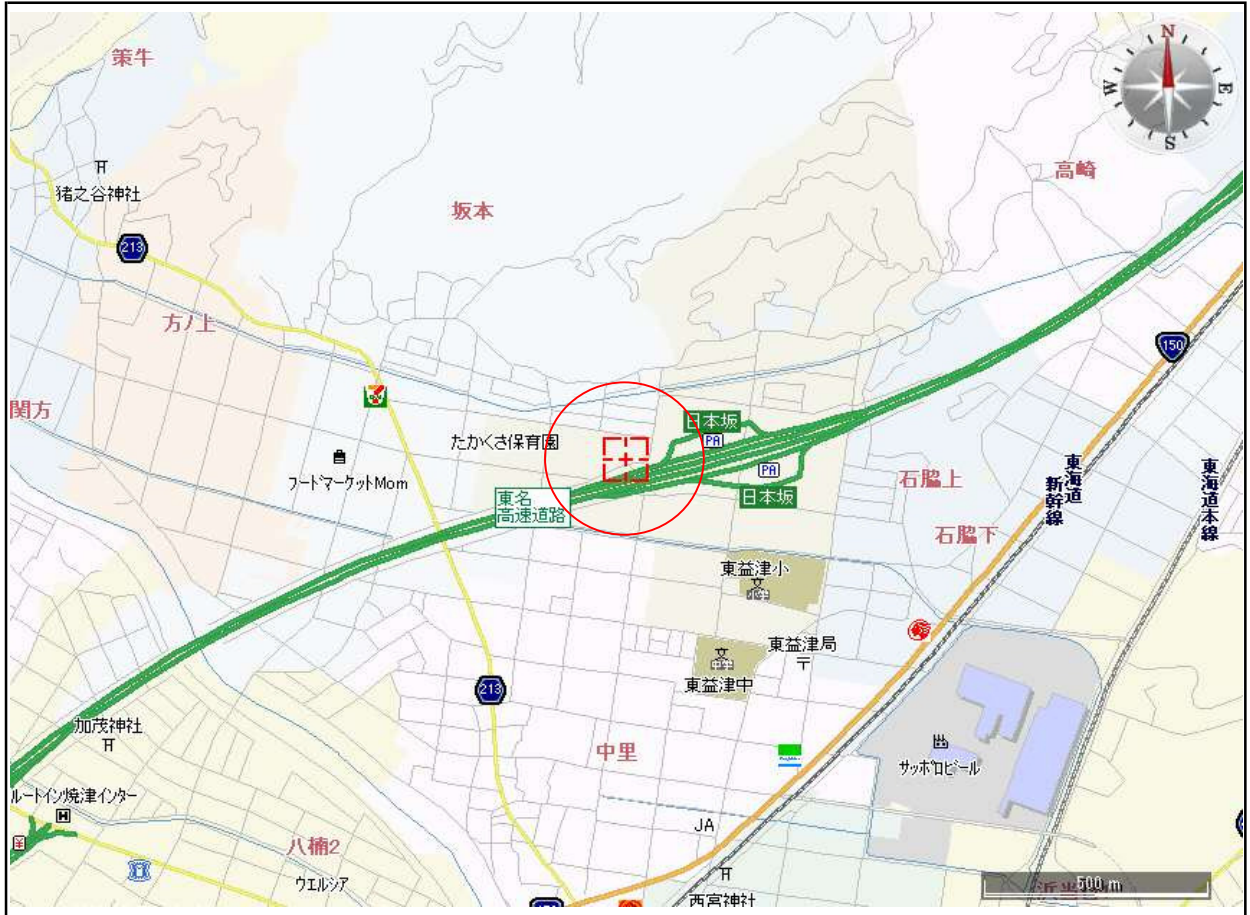 N
W
E
S
策牛
猪之谷神社
高崎
坂本
213
方ノ上
150
関方
たかくさ保育園
日本坂
PA
フードマーケットMom
PA
日本坂
東名
高速道路
石脇上
東海道
新幹線
東海道本線
石脇下
東益津小
文
東益津局
〒
文
東益津中
213
加茂神社
中里
サッポロビール
ルートイン焼津インター
H
八楠2
JA
ウエルシア
西宮神社
500 m